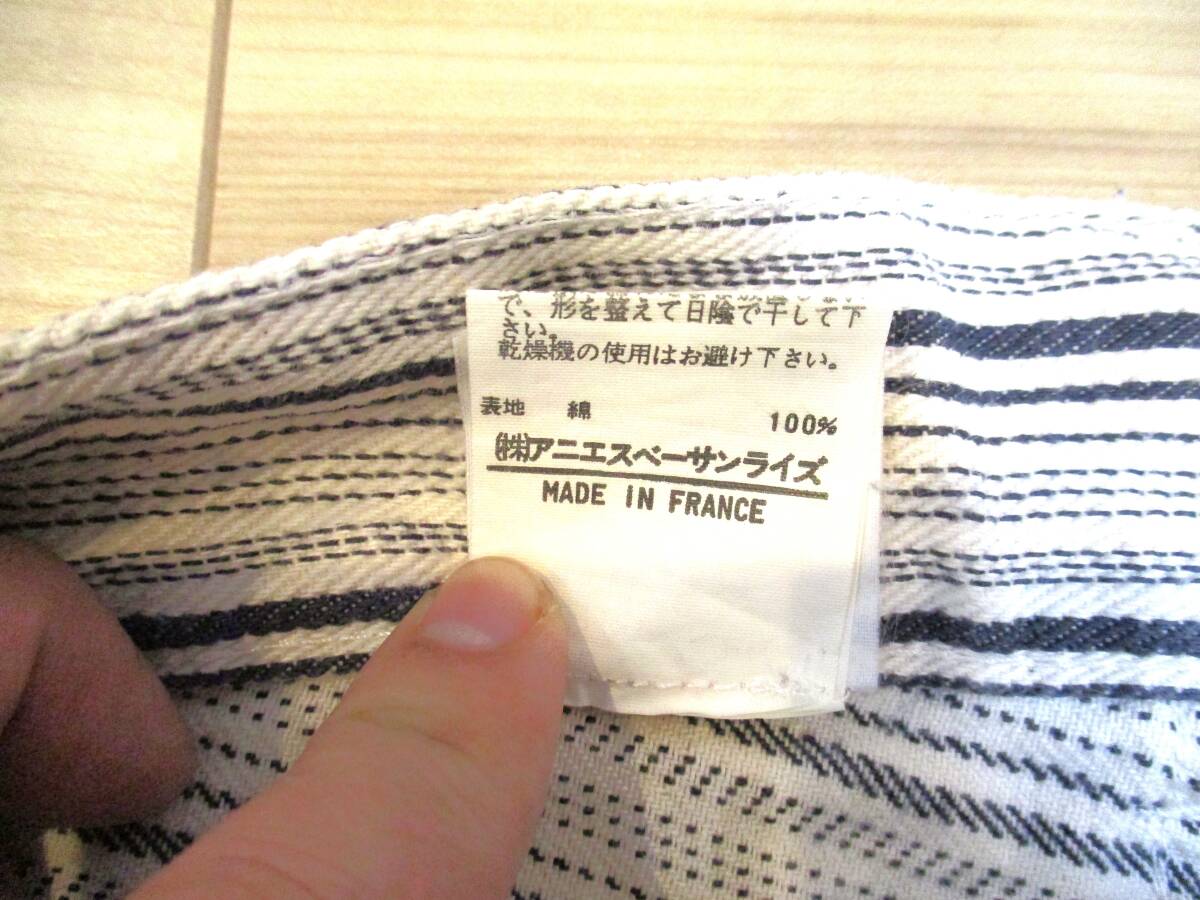 で、形を整えて日陰で干して下
さい。
乾燥機の使用はお避け下さい。
表地 綿 100%
㈱アニエスベーサンライズ
MADE IN FRANCE